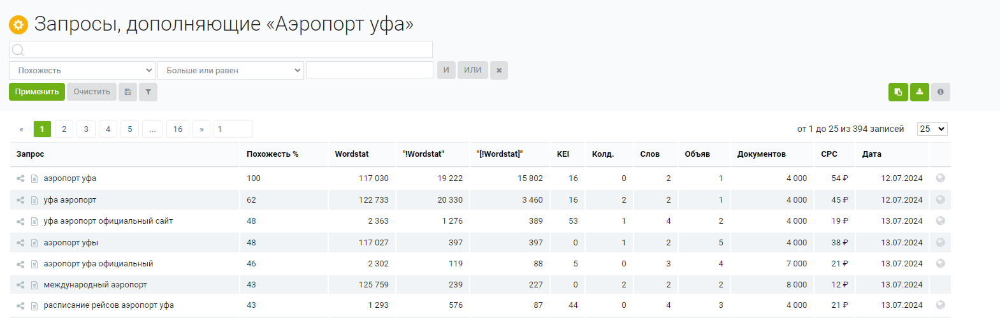 Запросы, дополняющие «Аэропорт уфа»
Похожесть Больше или равен И ИЛИ
Применить Очистить
« 1 2 3 4 5 ... 16 » 1 от 1 до 25 из 394 записей 25
Запрос Похожесть % Wordstat "!Wordstat" "[!Wordstat]" KEI Колд. Слов Объяв Документов CPC Дата
аэропорт уфа 100 117 030 19 222 15 802 16 0 2 1 4 000 54 ₽ 12.07.2024
уфа аэропорт 62 122 733 20 330 3 460 16 2 2 1 4 000 45 ₽ 12.07.2024
уфа аэропорт официальный сайт 48 2 363 1 276 389 53 1 4 2 4 000 19 ₽ 13.07.2024
аэропорт уфы 48 117 027 397 397 0 1 2 5 4 000 38 ₽ 13.07.2024
аэропорт уфа официальный 46 2 302 119 88 5 0 3 4 7 000 21 ₽ 13.07.2024
международный аэропорт 43 125 759 239 227 0 2 2 2 8 000 12 ₽ 13.07.2024
расписание рейсов аэропорт уфа 43 1 293 576 87 44 0 4 3 4 000 21 ₽ 13.07.2024